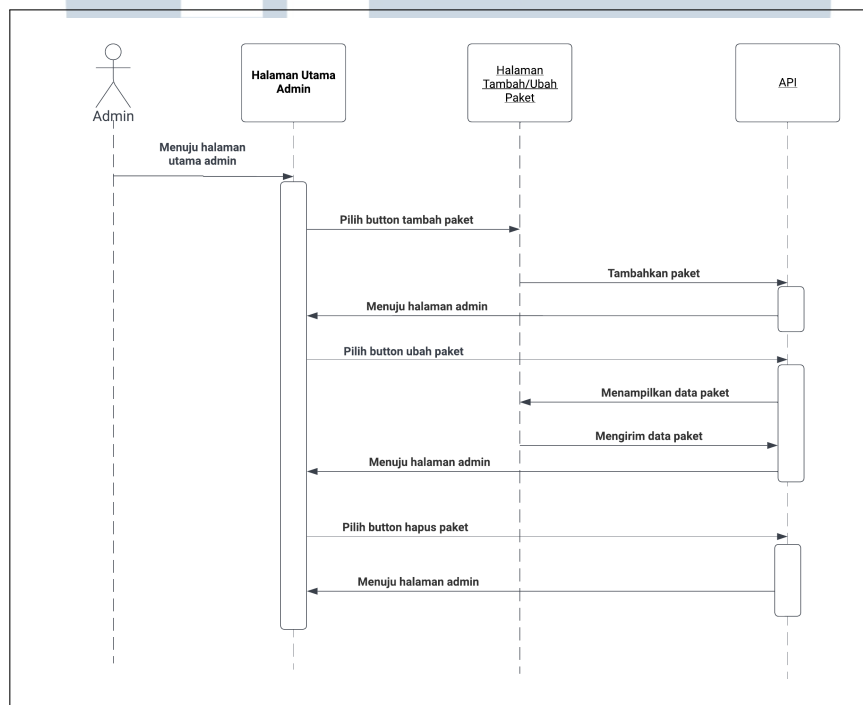 Admin
Halaman Utama
Admin
Halaman
Tambah/Ubah
Paket
API
Menuju halaman
utama admin
Pilih button tambah paket
Tambahkan paket
Menuju halaman admin
Pilih button ubah paket
Menampilkan data paket
Mengirim data paket
Menuju halaman admin
Pilih button hapus paket
Menuju halaman admin